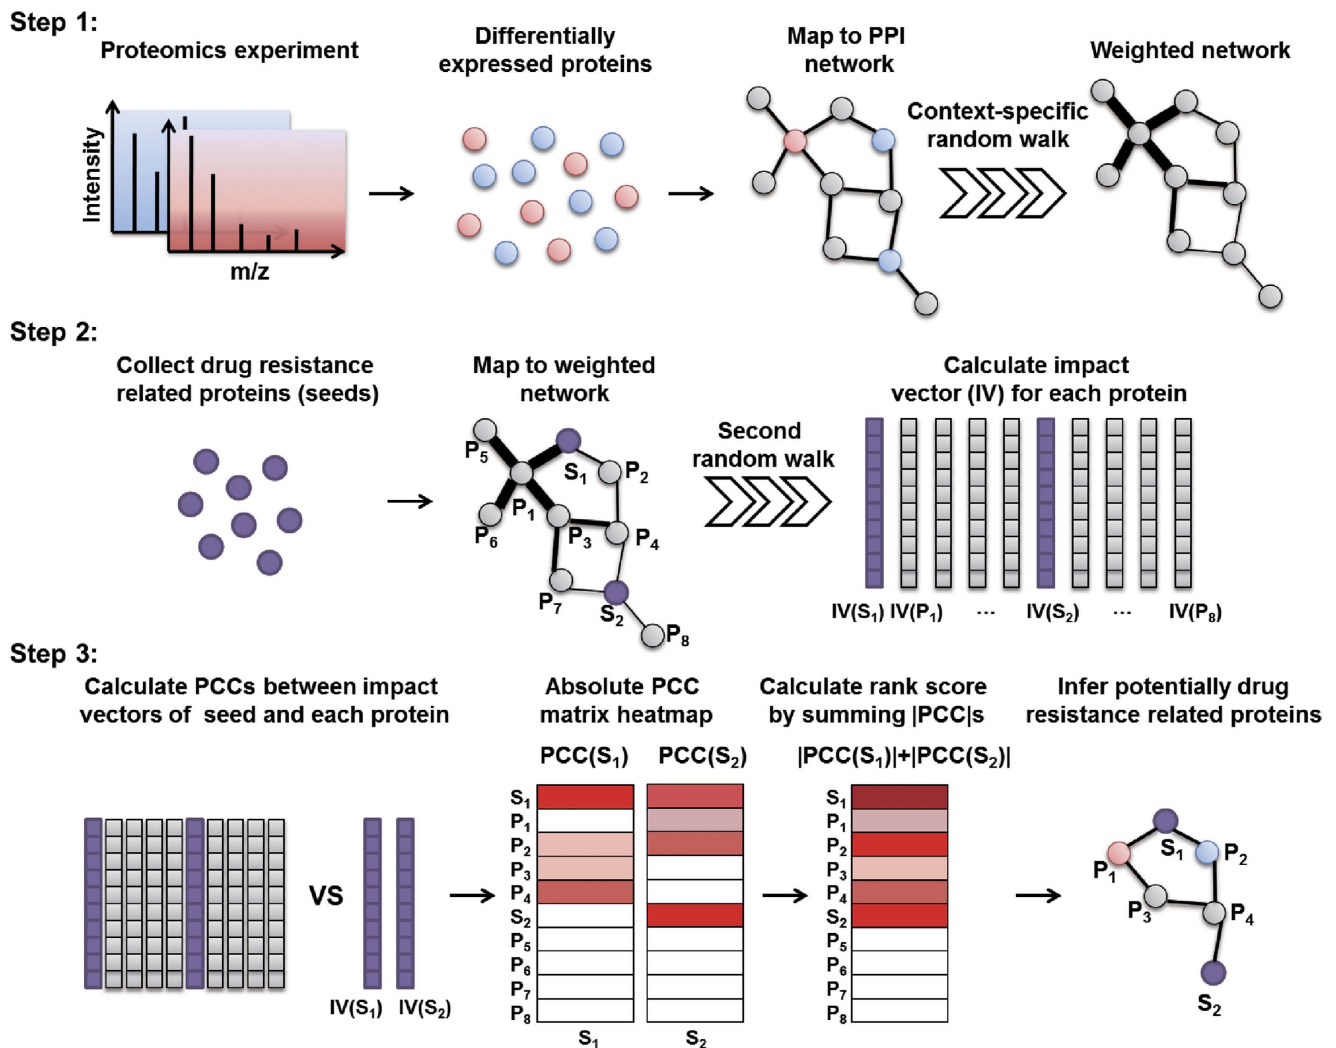 Step 1:
Proteomics experiment
Differentially
expressed proteins
Map to PPI
network
Weighted network
Context-specific
random walk
Intensity
m/z
Step 2:
Collect drug resistance
related proteins (seeds)
Map to weighted
network
Calculate impact
vector (IV) for each protein
Second
random walk
P5
S1
P2
P1
P6
P3
P4
P7
S2
P8
IV(S1) IV(P1) ... IV(S2) ... IV(P8)
Step 3:
Calculate PCCs between impact
vectors of seed and each protein
Absolute PCC
matrix heatmap
Calculate rank score
by summing |PCC|s
Infer potentially drug
resistance related proteins
PCC(S1) PCC(S2)
|PCC(S1)|+|PCC(S2)|
VS
IV(S1) IV(S2)
S1
P1
P2
P3
P4
S2
P5
P6
P7
P8
S1 S2
S1
P1
P2
P3
P4
S2
P5
P6
P7
P8
S1
P2
P1
P3
P4
S2